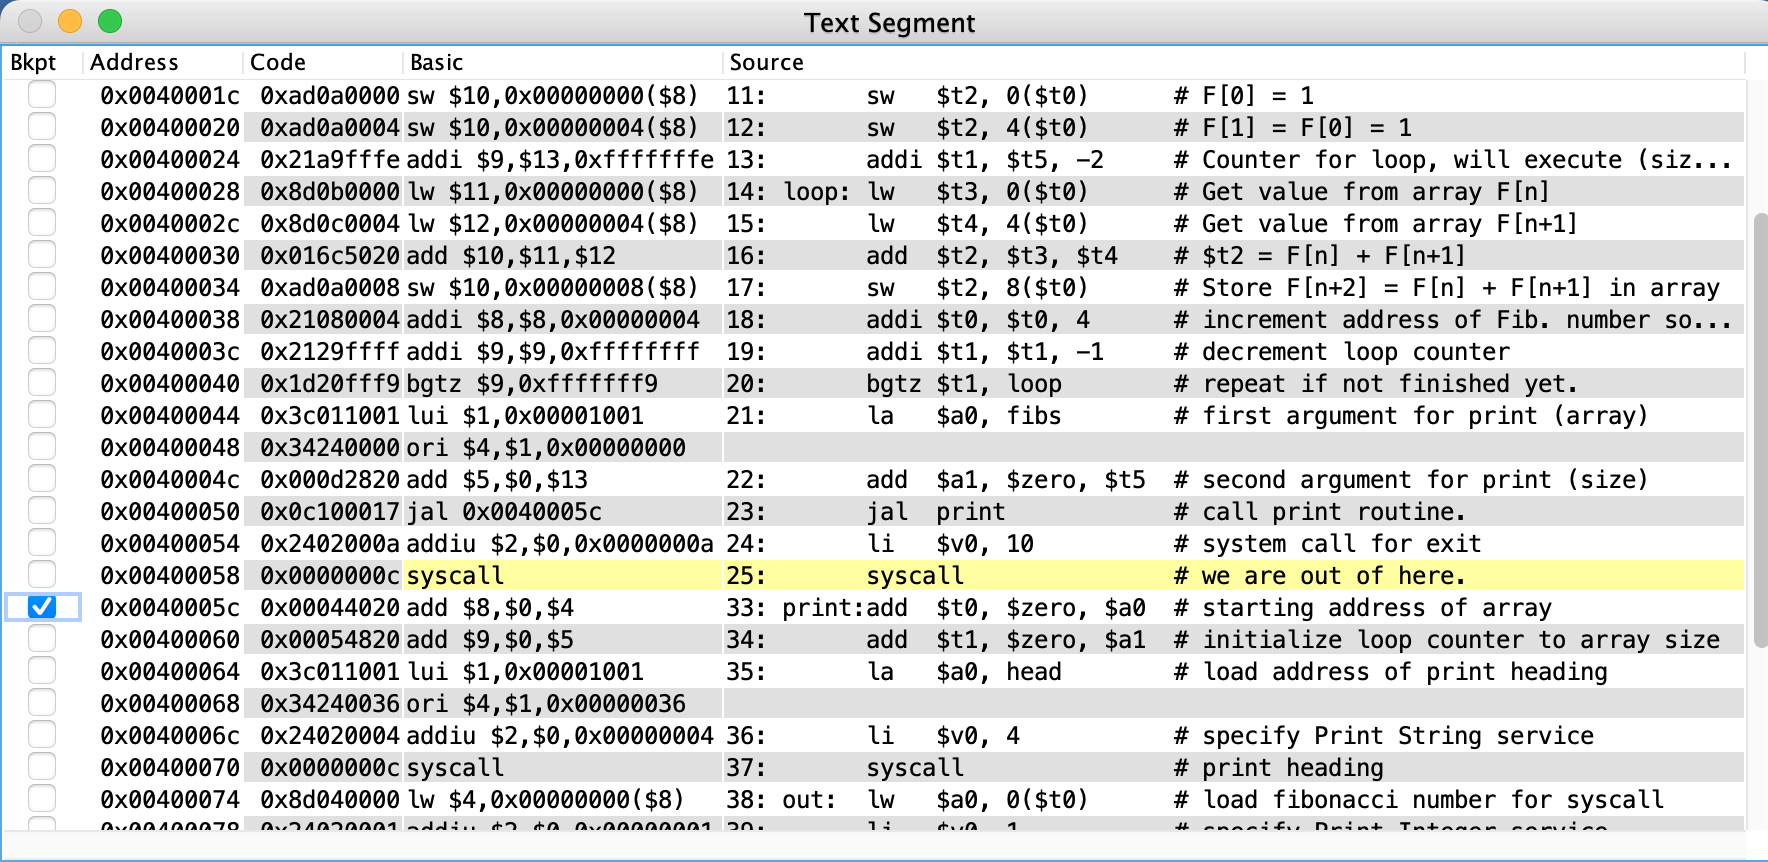 Text Segment
Bkpt Address Code Basic Source
0x0040001c 0xad0a0000 sw $10,0x00000000($8) 11: sw $t2, 0($t0) # F[0] = 1
0x00400020 0xad0a0004 sw $10,0x00000004($8) 12: sw $t2, 4($t0) # F[1] = F[0] = 1
0x00400024 0x21a9fffe addi $9,$13,0xfffffffe 13: addi $t1, $t5, -2 # Counter for loop, will execute (siz...
0x00400028 0x8d0b0000 lw $11,0x00000000($8) 14: loop: lw $t3, 0($t0) # Get value from array F[n]
0x0040002c 0x8d0c0004 lw $12,0x00000004($8) 15: lw $t4, 4($t0) # Get value from array F[n+1]
0x00400030 0x016c5020 add $10,$11,$12 16: add $t2, $t3, $t4 # $t2 = F[n] + F[n+1]
0x00400034 0xad0a0008 sw $10,0x00000008($8) 17: sw $t2, 8($t0) # Store F[n+2] = F[n] + F[n+1] in array
0x00400038 0x21080004 addi $8,$8,0x00000004 18: addi $t0, $t0, 4 # increment address of Fib. number so...
0x0040003c 0x2129ffff addi $9,$9,0xffffffff 19: addi $t1, $t1, -1 # decrement loop counter
0x00400040 0x1d20fff9 bgtz $9,0xfffffff9 20: bgtz $t1, loop # repeat if not finished yet.
0x00400044 0x3c011001 lui $1,0x00001001 21: la $a0, fibs # first argument for print (array)
0x00400048 0x34240000 ori $4,$1,0x00000000
0x0040004c 0x000d2820 add $5,$0,$13 22: add $a1, $zero, $t5 # second argument for print (size)
0x00400050 0x0c100017 jal 0x0040005c 23: jal print # call print routine.
0x00400054 0x2402000a addiu $2,$0,0x0000000a 24: li $v0, 10 # system call for exit
0x00400058 0x0000000c syscall 25: syscall # we are out of here.
0x0040005c 0x00044020 add $8,$0,$4 33: print:add $t0, $zero, $a0 # starting address of array
0x00400060 0x00054820 add $9,$0,$5 34: add $t1, $zero, $a1 # initialize loop counter to array size
0x00400064 0x3c011001 lui $1,0x00001001 35: la $a0, head # load address of print heading
0x00400068 0x34240036 ori $4,$1,0x00000036
0x0040006c 0x24020004 addiu $2,$0,0x00000004 36: li $v0, 4 # specify Print String service
0x00400070 0x0000000c syscall 37: syscall # print heading
0x00400074 0x8d040000 lw $4,0x00000000($8) 38: out: lw $a0, 0($t0) # load fibonacci number for syscall
0x00400078 0x24020001 addiu $2,$0,0x00000001 39: li $v0, 1 # specify Print Integer service